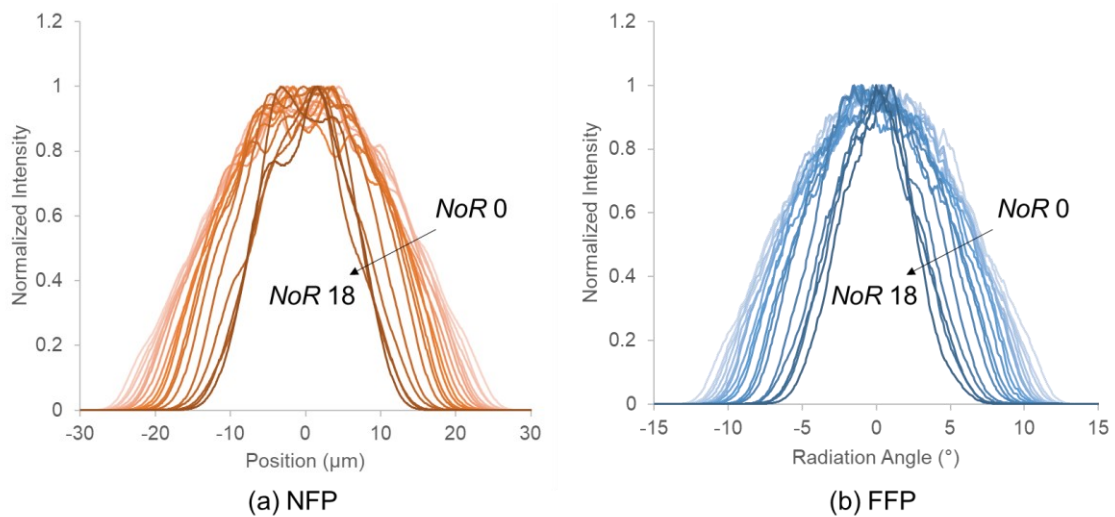 1.2
1
0.8
0.6
0.4
0.2
0
Normalized Intensity
NoR 0
NoR 18
-30 -20 -10 0 10 20 30
Position (µm)
(a) NFP
1.2
1
0.8
0.6
0.4
0.2
0
Normalized Intensity
NoR 0
NoR 18
-15 -10 -5 0 5 10 15
Radiation Angle (°)
(b) FFP